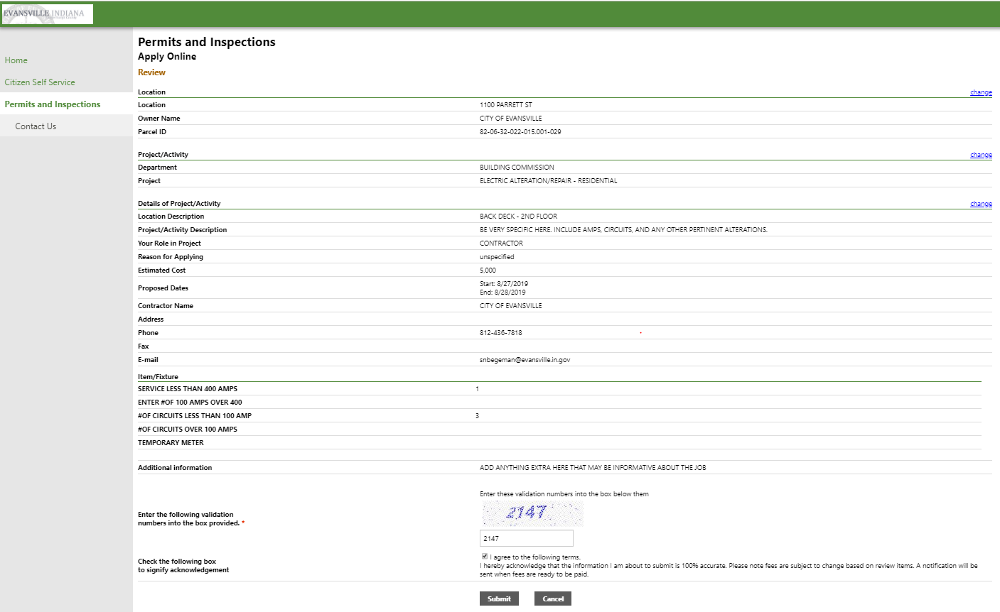 EVANSVILLE INDIANA
Permits and Inspections
Apply Online
Review
Home
Citizen Self Service
Permits and Inspections
Contact Us
Location change
Location 1100 PARRETT ST
Owner Name CITY OF EVANSVILLE
Parcel ID 82-06-32-022-015.001-029
Project/Activity change
Department BUILDING COMMISSION
Project ELECTRIC ALTERATION/REPAIR - RESIDENTIAL
Details of Project/Activity change
Location Description BACK DECK - 2ND FLOOR
Project/Activity Description BE VERY SPECIFIC HERE. INCLUDE AMPS, CIRCUITS, AND ANY OTHER PERTINENT ALTERATIONS.
Your Role in Project CONTRACTOR
Reason for Applying unspecified
Estimated Cost 5,000
Proposed Dates Start: 8/27/2019
End: 8/28/2019
Contractor Name CITY OF EVANSVILLE
Address
Phone 812-436-7818
Fax
E-mail snbegeman@evansville.in.gov
Item/Fixture
SERVICE LESS THAN 400 AMPS 1
ENTER #OF 100 AMPS OVER 400
#OF CIRCUITS LESS THAN 100 AMP 3
#OF CIRCUITS OVER 100 AMPS
TEMPORARY METER
Additional information ADD ANYTHING EXTRA HERE THAT MAY BE INFORMATIVE ABOUT THE JOB
Enter these validation numbers into the box below them
2147
Enter the following validation
numbers into the box provided. *
2147
Check the following box
to signify acknowledgement
I agree to the following terms.
I hereby acknowledge that the information I am about to submit is 100% accurate. Please note fees are subject to change based on review items. A notification will be
sent when fees are ready to be paid.
Submit Cancel